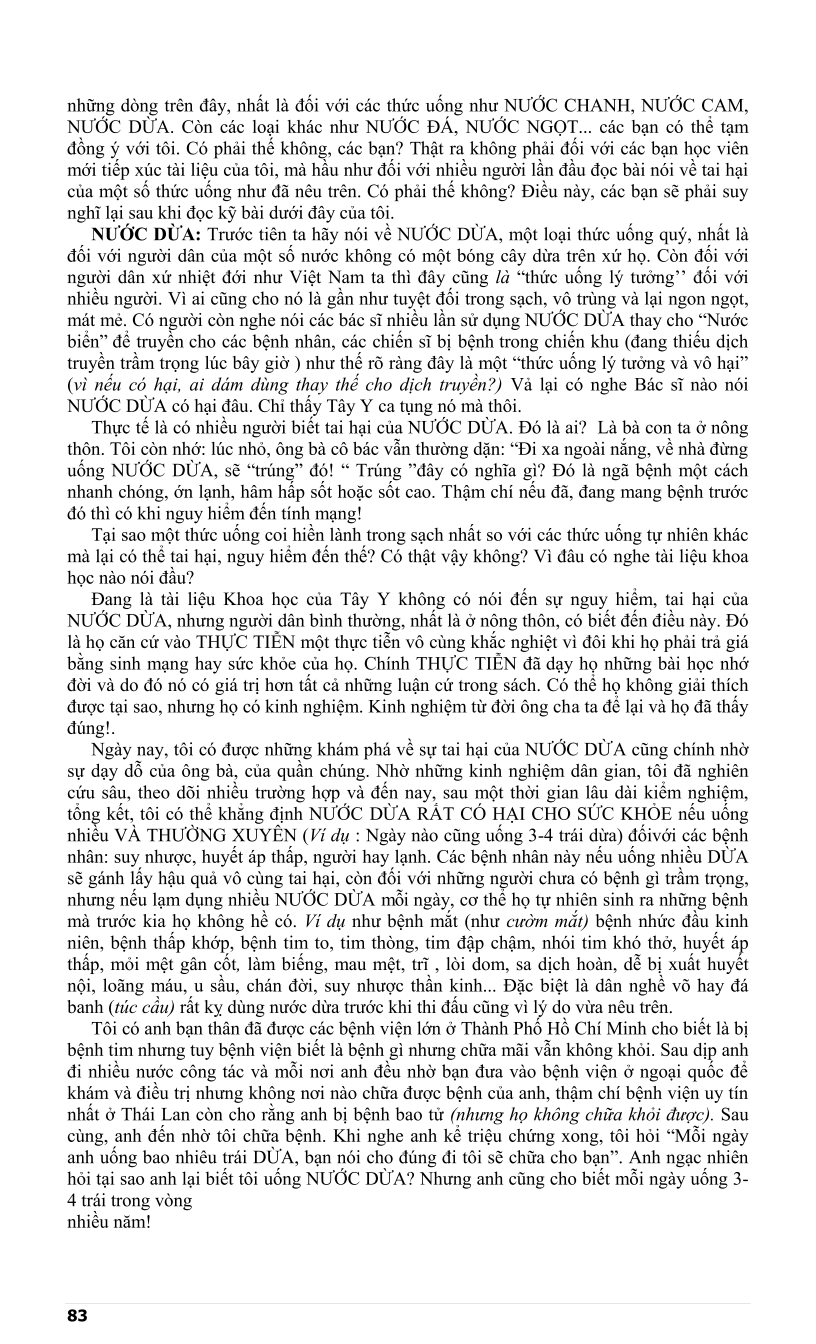 những dòng trên đây, nhất là đối với các thức uống như NƯỚC CHANH, NƯỚC CAM,
NƯỚC DỪA. Còn các loại khác như NƯỚC ĐÁ, NƯỚC NGỌT... các bạn có thể tạm
đồng ý với tôi. Có phải thế không, các bạn? Thật ra không phải đối với các bạn học viên
mới tiếp xúc tài liệu của tôi, mà hầu như đối với nhiều người lần đầu đọc bài nói về tai hại
của một số thức uống như đã nêu trên. Có phải thế không? Điều này, các bạn sẽ phải suy
nghĩ lại sau khi đọc kỹ bài dưới đây của tôi.
NƯỚC DỪA: Trước tiên ta hãy nói về NƯỚC DỪA, một loại thức uống quý, nhất là
đối với người dân của một số nước không có một bóng cây dừa trên xứ họ. Còn đối với
người dân xứ nhiệt đới như Việt Nam ta thì đây cũng là “thức uống lý tưởng’’ đối với
nhiều người. Vì ai cũng cho nó là gần như tuyệt đối trong sạch, vô trùng và lại ngon ngọt,
mát mẻ. Có người còn nghe nói các bác sĩ nhiều lần sử dụng NƯỚC DỪA thay cho “Nước
biển” để truyền cho các bệnh nhân, các chiến sĩ bị bệnh trong chiến khu (đang thiếu dịch
truyền trầm trọng lúc bây giờ ) như thế rõ ràng đây là một “thức uống lý tưởng và vô hại”
(vì nếu có hại, ai dám dùng thay thế cho dịch truyền?) Vả lại có nghe Bác sĩ nào nói
NƯỚC DỪA có hại đâu. Chỉ thấy Tây Y ca tụng nó mà thôi.
Thực tế là có nhiều người biết tai hại của NƯỚC DỪA. Đó là ai?  Là bà con ta ở nông
thôn. Tôi còn nhớ: lúc nhỏ, ông bà cô bác vẫn thường dặn: “Đi xa ngoài nắng, về nhà đừng
uống NƯỚC DỪA, sẽ “trúng” đó! “ Trúng ”đây có nghĩa gì? Đó là ngã bệnh một cách
nhanh chóng, ớn lạnh, hâm hấp sốt hoặc sốt cao. Thậm chí nếu đã, đang mang bệnh trước
đó thì có khi nguy hiểm đến tính mạng!
Tại sao một thức uống coi hiền lành trong sạch nhất so với các thức uống tự nhiên khác
mà lại có thể tai hại, nguy hiểm đến thế? Có thật vậy không? Vì đâu có nghe tài liệu khoa
học nào nói đầu?
Đang là tài liệu Khoa học của Tây Y không có nói đến sự nguy hiểm, tai hại của
NƯỚC DỪA, nhưng người dân bình thường, nhất là ở nông thôn, có biết đến điều này. Đó
là họ căn cứ vào THỰC TIỄN một thực tiễn vô cùng khắc nghiệt vì đôi khi họ phải trả giá
bằng sinh mạng hay sức khỏe của họ. Chính THỰC TIỄN đã dạy họ những bài học nhớ
đời và do đó nó có giá trị hơn tất cả những luận cứ trong sách. Có thể họ không giải thích
được tại sao, nhưng họ có kinh nghiệm. Kinh nghiệm từ đời ông cha ta để lại và họ đã thấy
đúng!.
Ngày nay, tôi có được những khám phá về sự tai hại của NƯỚC DỪA cũng chính nhờ
sự dạy dỗ của ông bà, của quần chúng. Nhờ những kinh nghiệm dân gian, tôi đã nghiên
cứu sâu, theo dõi nhiều trường hợp và đến nay, sau một thời gian lâu dài kiểm nghiệm,
tổng kết, tôi có thể khẳng định NƯỚC DỪA RẤT CÓ HẠI CHO SỨC KHỎE nếu uống
nhiều VÀ THƯỜNG XUYÊN (Ví dụ : Ngày nào cũng uống 3-4 trái dừa) đốivới các bệnh
nhân: suy nhược, huyết áp thấp, người hay lạnh. Các bệnh nhân này nếu uống nhiều DỪA
sẽ gánh lấy hậu quả vô cùng tai hại, còn đối với những người chưa có bệnh gì trầm trọng,
nhưng nếu lạm dụng nhiều NƯỚC DỪA mỗi ngày, cơ thể họ tự nhiên sinh ra những bệnh
mà trước kia họ không hề có. Ví dụ như bệnh mắt (như cườm mắt) bệnh nhức đầu kinh
niên, bệnh thấp khớp, bệnh tim to, tim thòng, tim đập chậm, nhói tim khó thở, huyết áp
thấp, mỏi mệt gân cốt, làm biếng, mau mệt, trĩ , lòi dom, sa dịch hoàn, dễ bị xuất huyết
nội, loãng máu, u sầu, chán đời, suy nhược thần kinh... Đặc biệt là dân nghề võ hay đá
banh (túc cầu) rất kỵ dùng nước dừa trước khi thi đấu cũng vì lý do vừa nêu trên.
Tôi có anh bạn thân đã được các bệnh viện lớn ở Thành Phố Hồ Chí Minh cho biết là bị
bệnh tim nhưng tuy bệnh viện biết là bệnh gì nhưng chữa mãi vẫn không khỏi. Sau dịp anh
đi nhiều nước công tác và mỗi nơi anh đều nhờ bạn đưa vào bệnh viện ở ngoại quốc để
khám và điều trị nhưng không nơi nào chữa được bệnh của anh, thậm chí bệnh viện uy tín
nhất ở Thái Lan còn cho rằng anh bị bệnh bao tử (nhưng họ không chữa khỏi được). Sau
cùng, anh đến nhờ tôi chữa bệnh. Khi nghe anh kể triệu chứng xong, tôi hỏi “Mỗi ngày
anh uống bao nhiêu trái DỪA, bạn nói cho đúng đi tôi sẽ chữa cho bạn”. Anh ngạc nhiên
hỏi tại sao anh lại biết tôi uống NƯỚC DỪA? Nhưng anh cũng cho biết mỗi ngày uống 3-
4 trái trong vòng
nhiều năm!
83